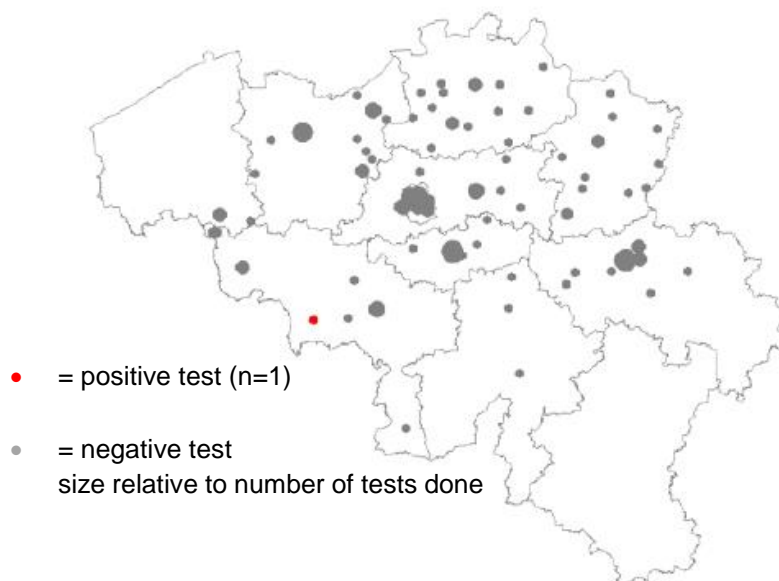 = positive test (n=1)
= negative test
size relative to number of tests done